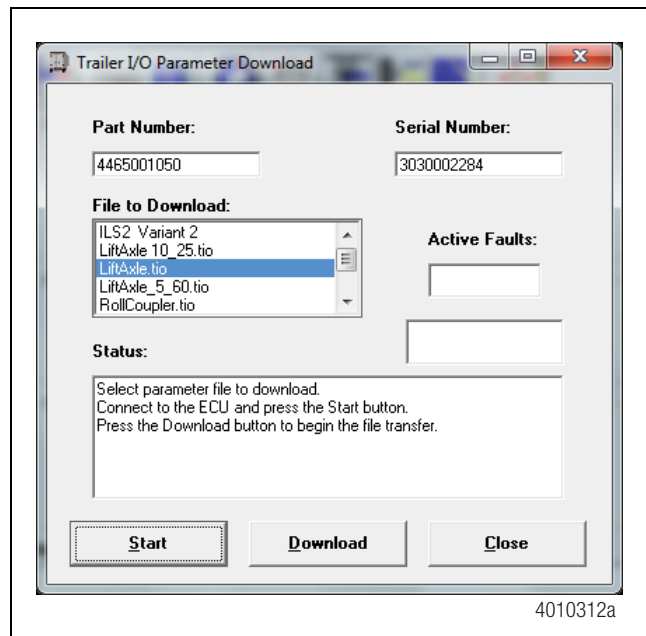 Trailer I/O Parameter Download
Part Number:
Serial Number:
4465001050
3030002284
File to Download:
ILS2 Variant 2
LiftAxle 10_25.tio
LiftAxle.tio
LiftAxle_5_60.tio
RollCoupler.tio
Active Faults:
Status:
Select parameter file to download.
Connect to the ECU and press the Start button.
Press the Download button to begin the file transfer.
Start
Download
Close
4010312a